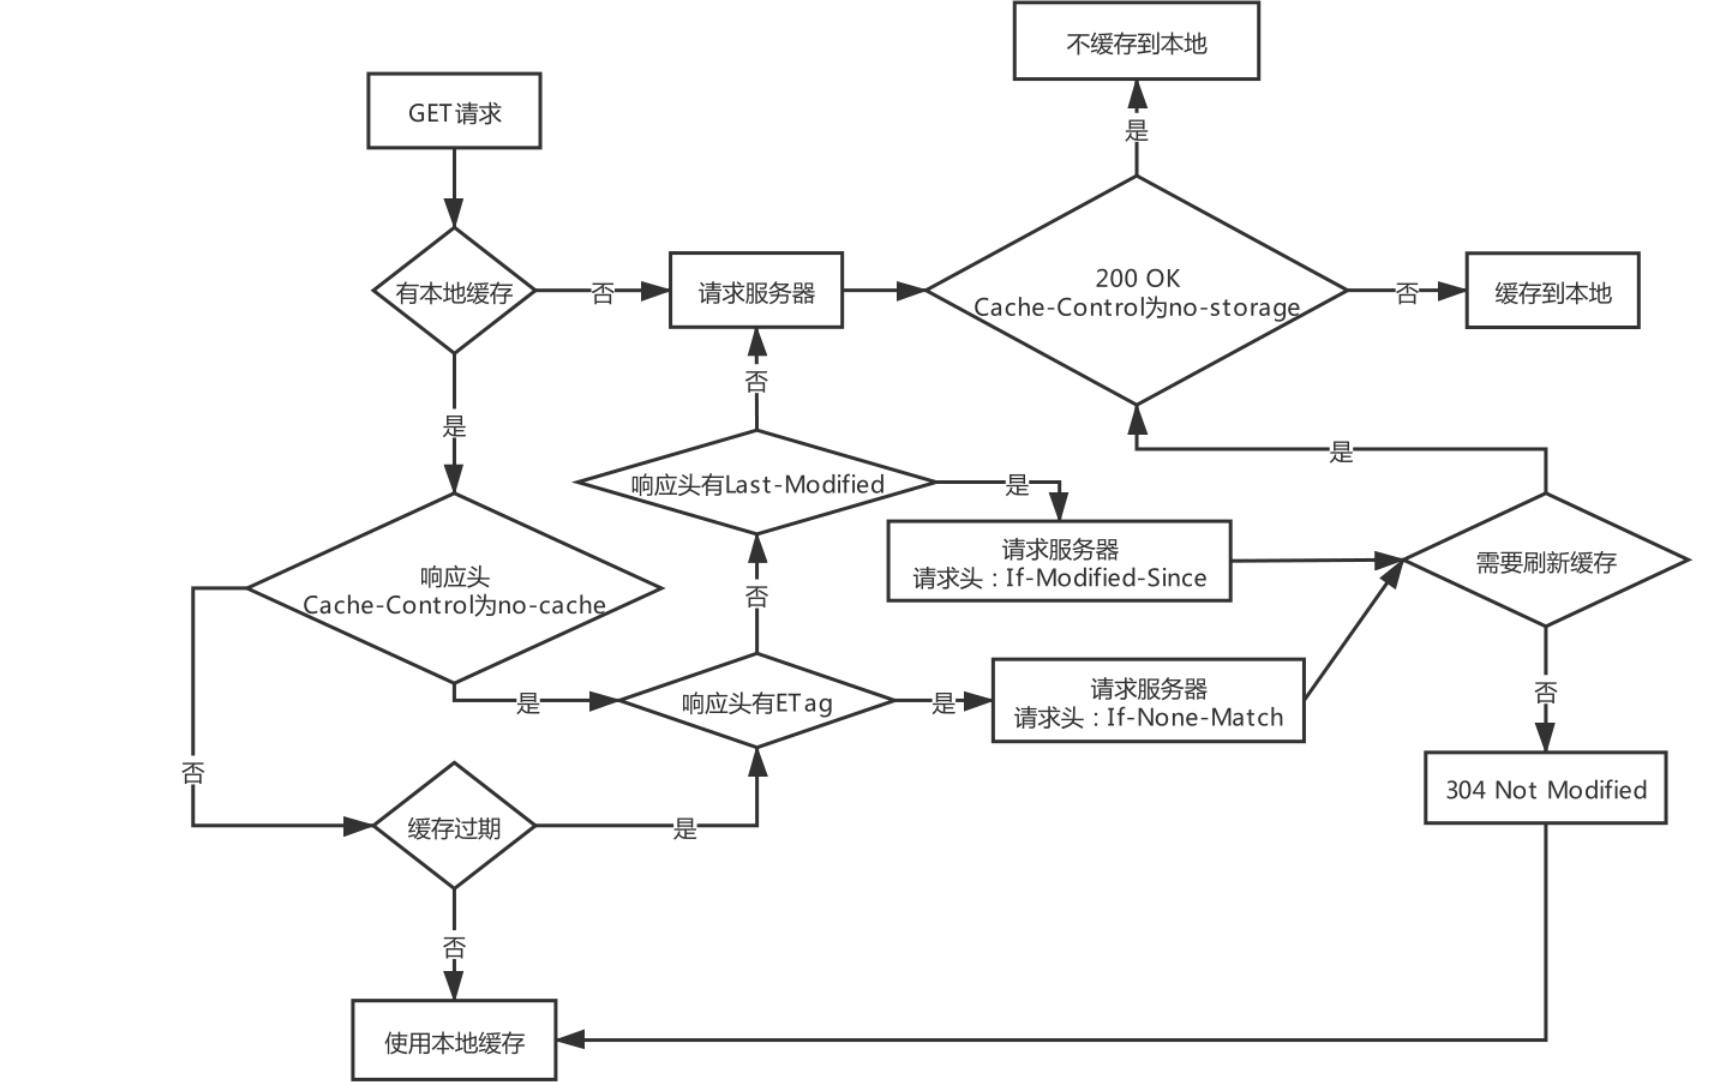 不缓存到本地
GET请求
是
有本地缓存
否
请求服务器
200 OK
Cache-Control为no-storage
否
缓存到本地
否
是
是
响应头有Last-Modified
是
请求服务器
请求头：If-Modified-Since
需要刷新缓存
响应头
Cache-Control为no-cache
否
是
响应头有ETag
是
请求服务器
请求头：If-None-Match
否
否
304 Not Modified
缓存过期
是
否
使用本地缓存